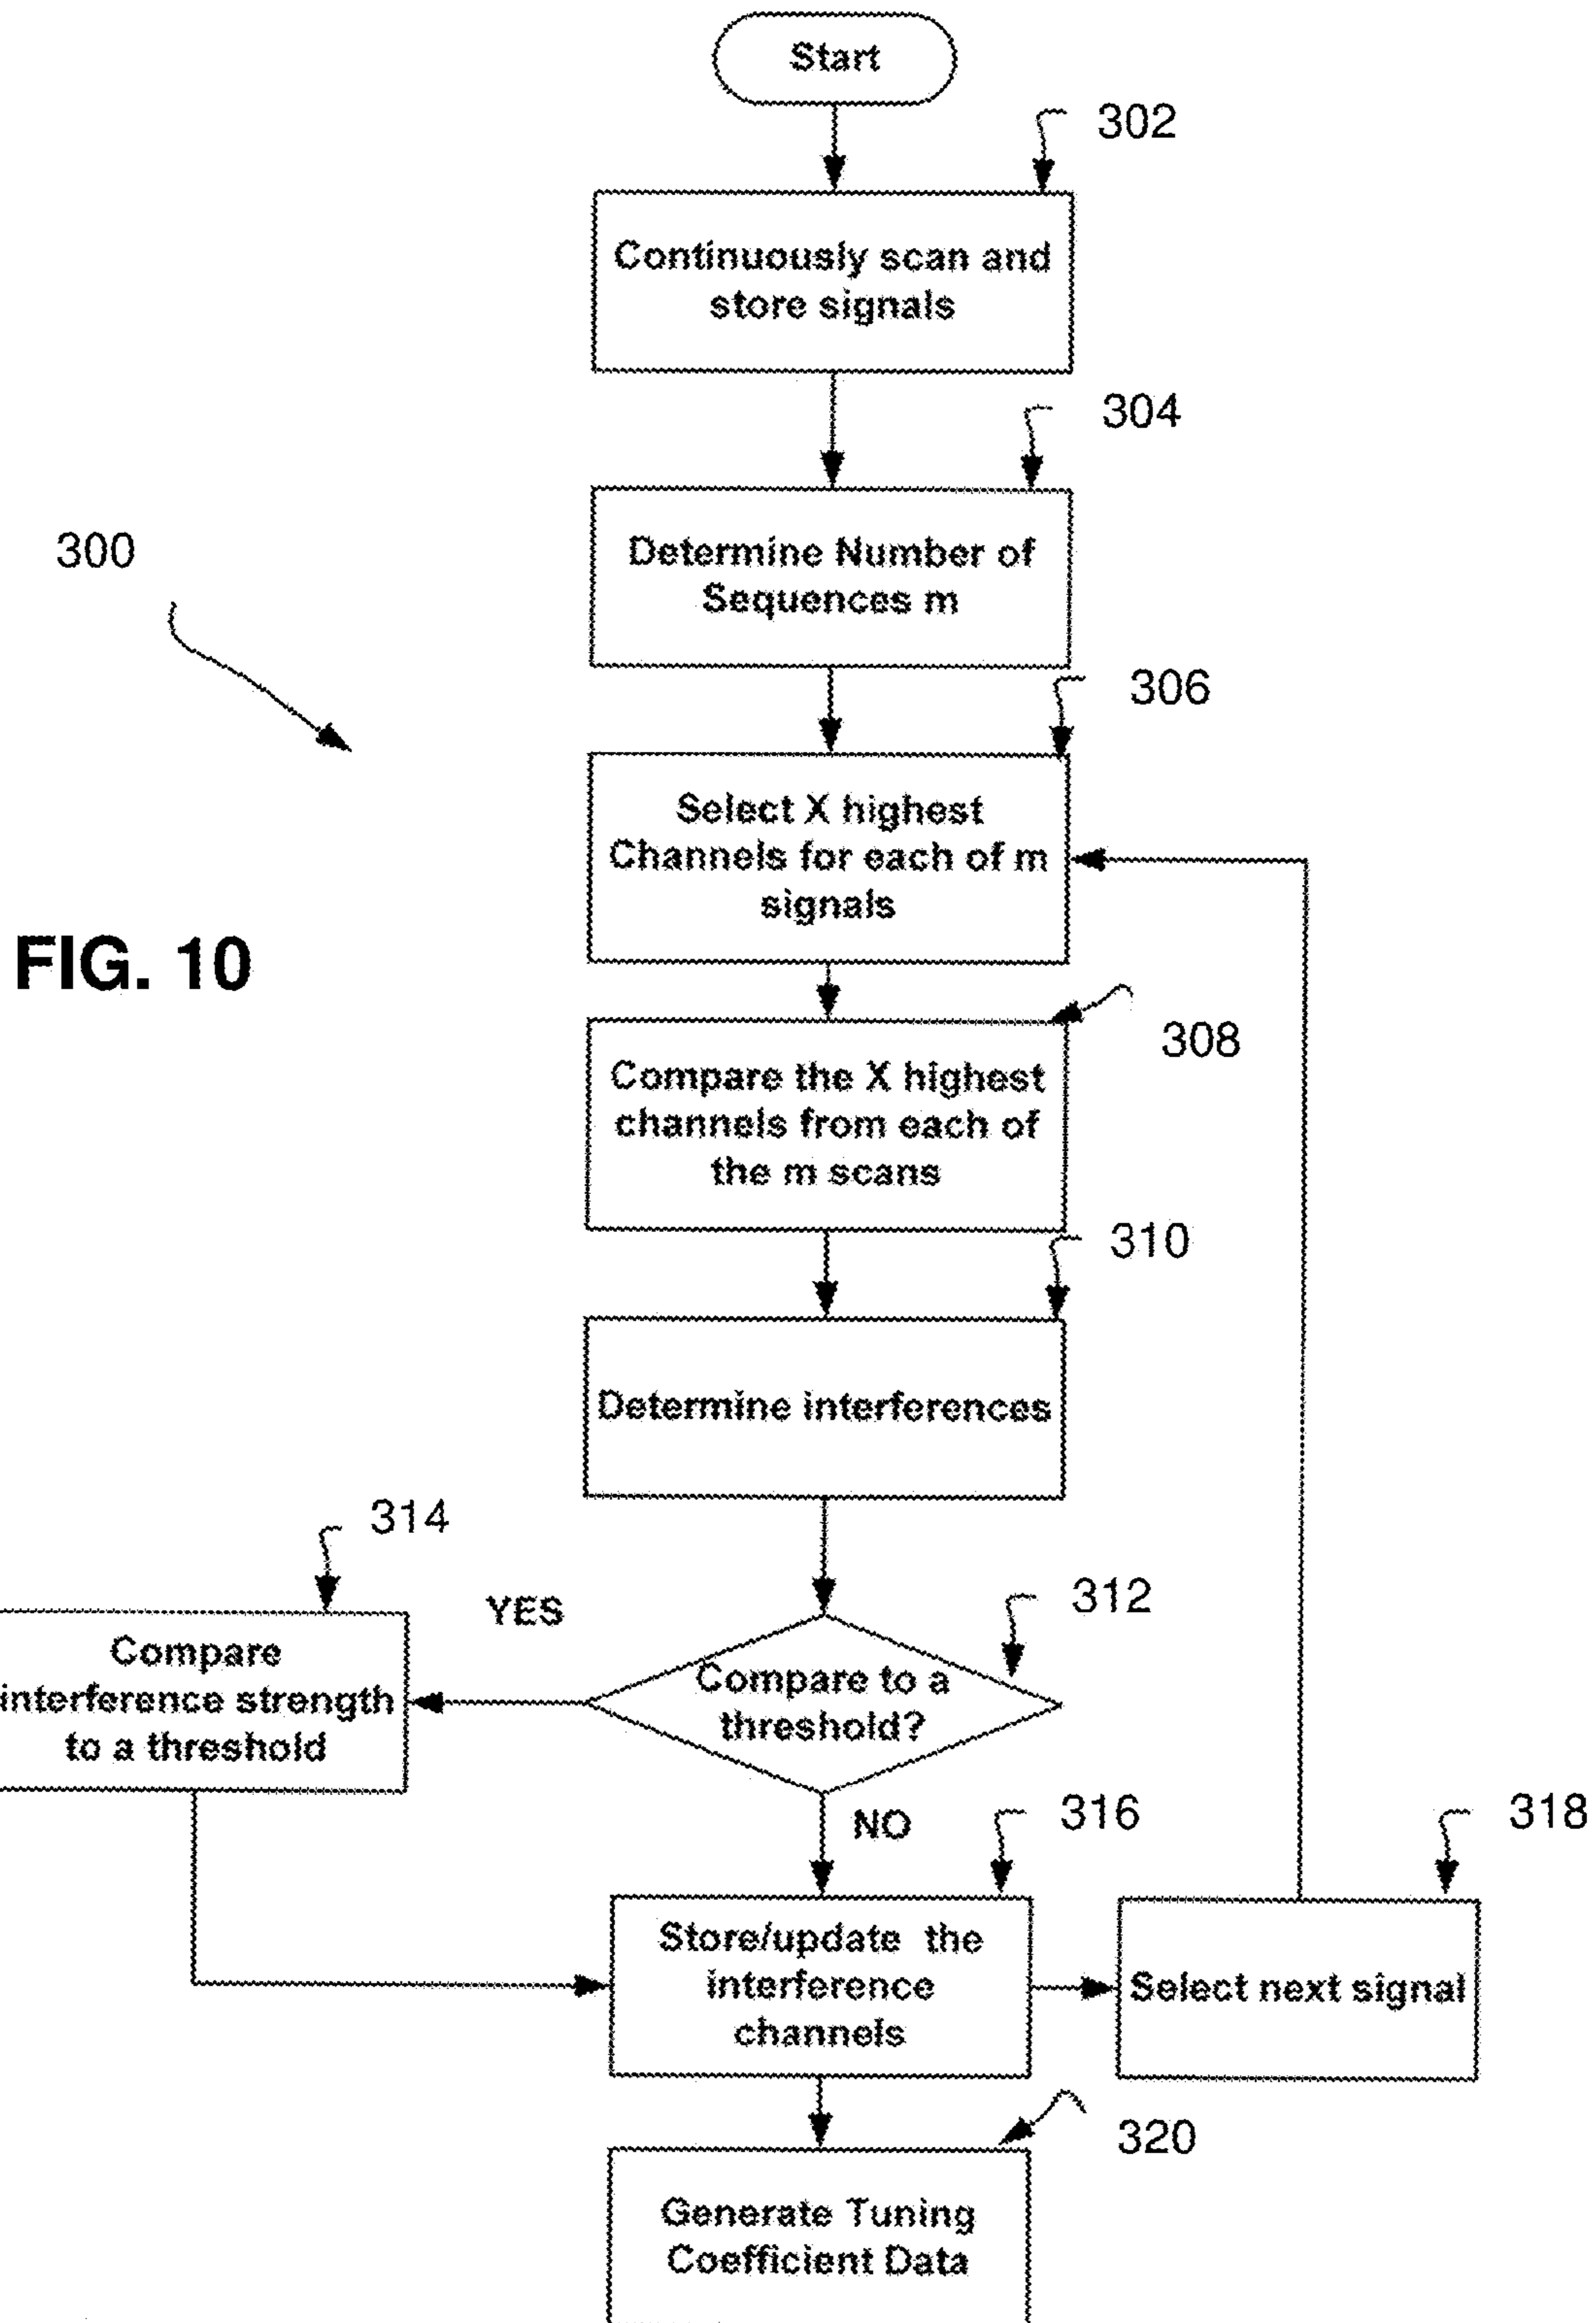 Start
302
Continuously scan and
store signals
304
Determine Number of
Sequences m
300
306
Select X highest
Channels for each of m
signals
FIG. 10
308
Compare the X highest
channels from each of
the m scans
310
Determine interferences
314
YES
312
Compare
interference strength
to a threshold
Compare to a
threshold?
NO
316
318
Store/update the
interference
channels
Select next signal
320
Generate Tuning
Coefficient Data